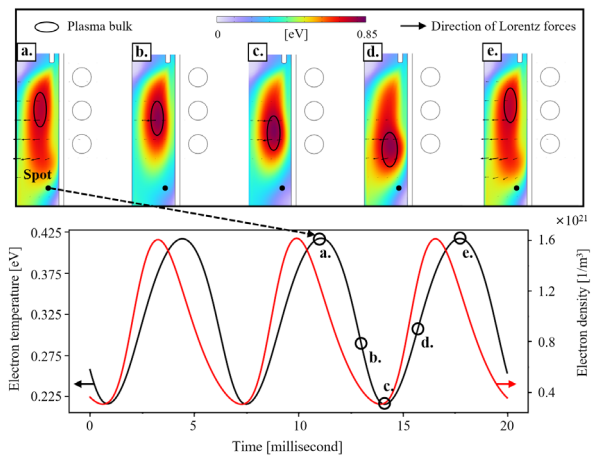 Plasma bulk
0
[eV]
0.85
Direction of Lorentz forces
a.
b.
c.
d.
e.
Spot
×10²¹
0.425
0.375
0.325
0.275
0.225
Electron temperature [eV]
a.
b.
c.
d.
e.
1.6
1.2
0.8
0.4
Electron density [1/m³]
0
5
10
15
20
Time [millisecond]